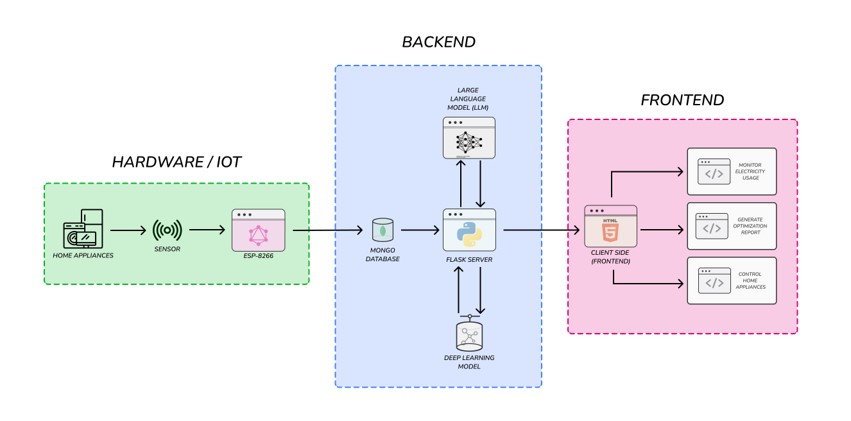 BACKEND
LARGE
LANGUAGE
MODEL (LLM)
FRONTEND
HARDWARE / IOT
HOME APPLIANCES
SENSOR
ESP-8266
MONGO
DATABASE
FLASK SERVER
DEEP LEARNING
MODEL
HTML
CLIENT SIDE
(FRONTEND)
</>
MONITOR
ELECTRICITY
USAGE
</>
GENERATE
OPTIMIZATION
REPORT
</>
CONTROL
HOME
APPLIANCES